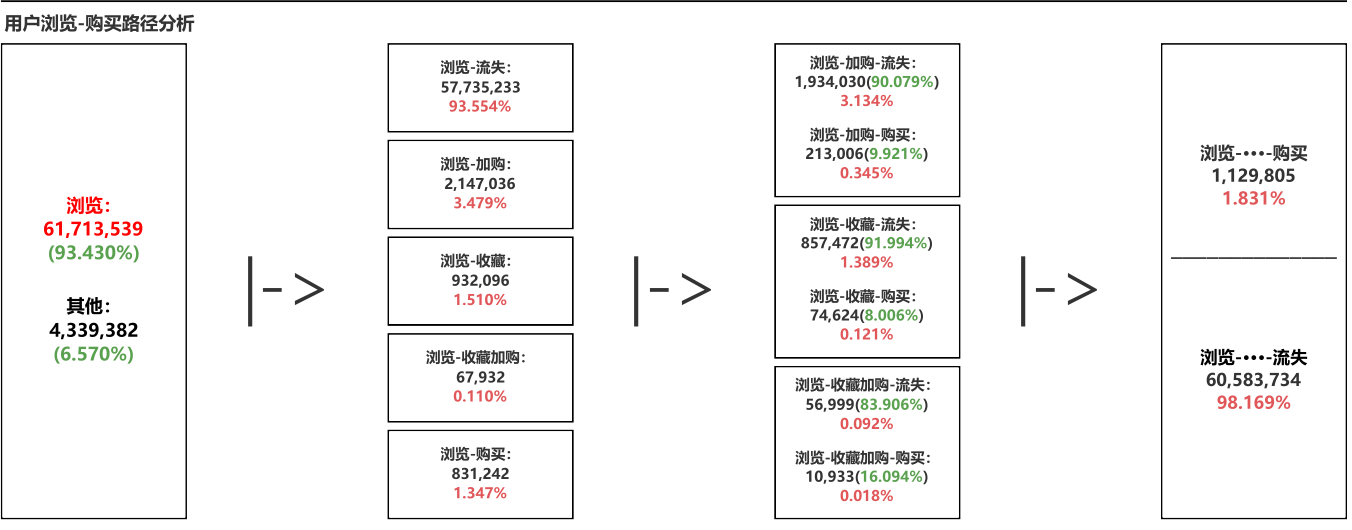 用户浏览-购买路径分析
浏览:
61,713,539
(93.430%)
其他:
4,339,382
(6.570%)
|->
浏览-流失:
57,735,233
93.554%
浏览-加购:
2,147,036
3.479%
浏览-收藏:
932,096
1.510%
浏览-收藏加购:
67,932
0.110%
浏览-购买:
831,242
1.347%
|->
浏览-加购-流失:
1,934,030(90.079%)
3.134%
浏览-加购-购买:
213,006(9.921%)
0.345%
浏览-收藏-流失:
857,472(91.994%)
1.389%
浏览-收藏-购买:
74,624(8.006%)
0.121%
浏览-收藏加购-流失:
56,999(83.906%)
0.092%
浏览-收藏加购-购买:
10,933(16.094%)
0.018%
|->
浏览-····-购买
1,129,805
1.831%
浏览-····-流失
60,583,734
98.169%